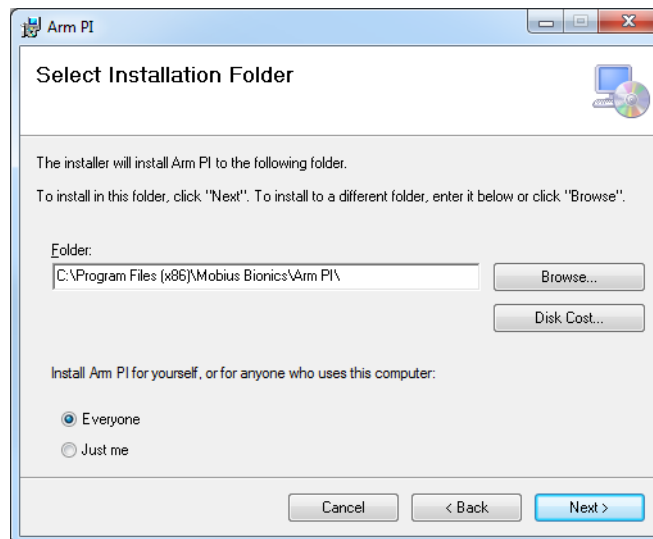 Arm PI
Select Installation Folder
The installer will install Arm PI to the following folder.
To install in this folder, click "Next". To install to a different folder, enter it below or click "Browse".
Folder:
C:\Program Files (x86)\Mobius Bionics\Arm PI\
Browse...
Disk Cost...
Install Arm PI for yourself, or for anyone who uses this computer:
Everyone
Just me
Cancel
< Back
Next >